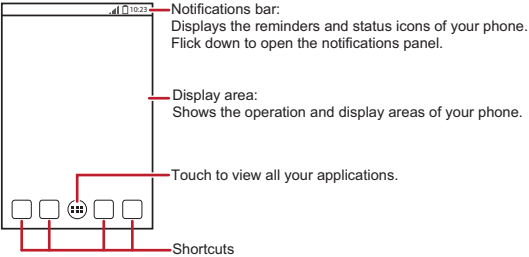 10:23
Notifications bar:
Displays the reminders and status icons of your phone.
Flick down to open the notifications panel.
Display area:
Shows the operation and display areas of your phone.
Touch to view all your applications.
Shortcuts